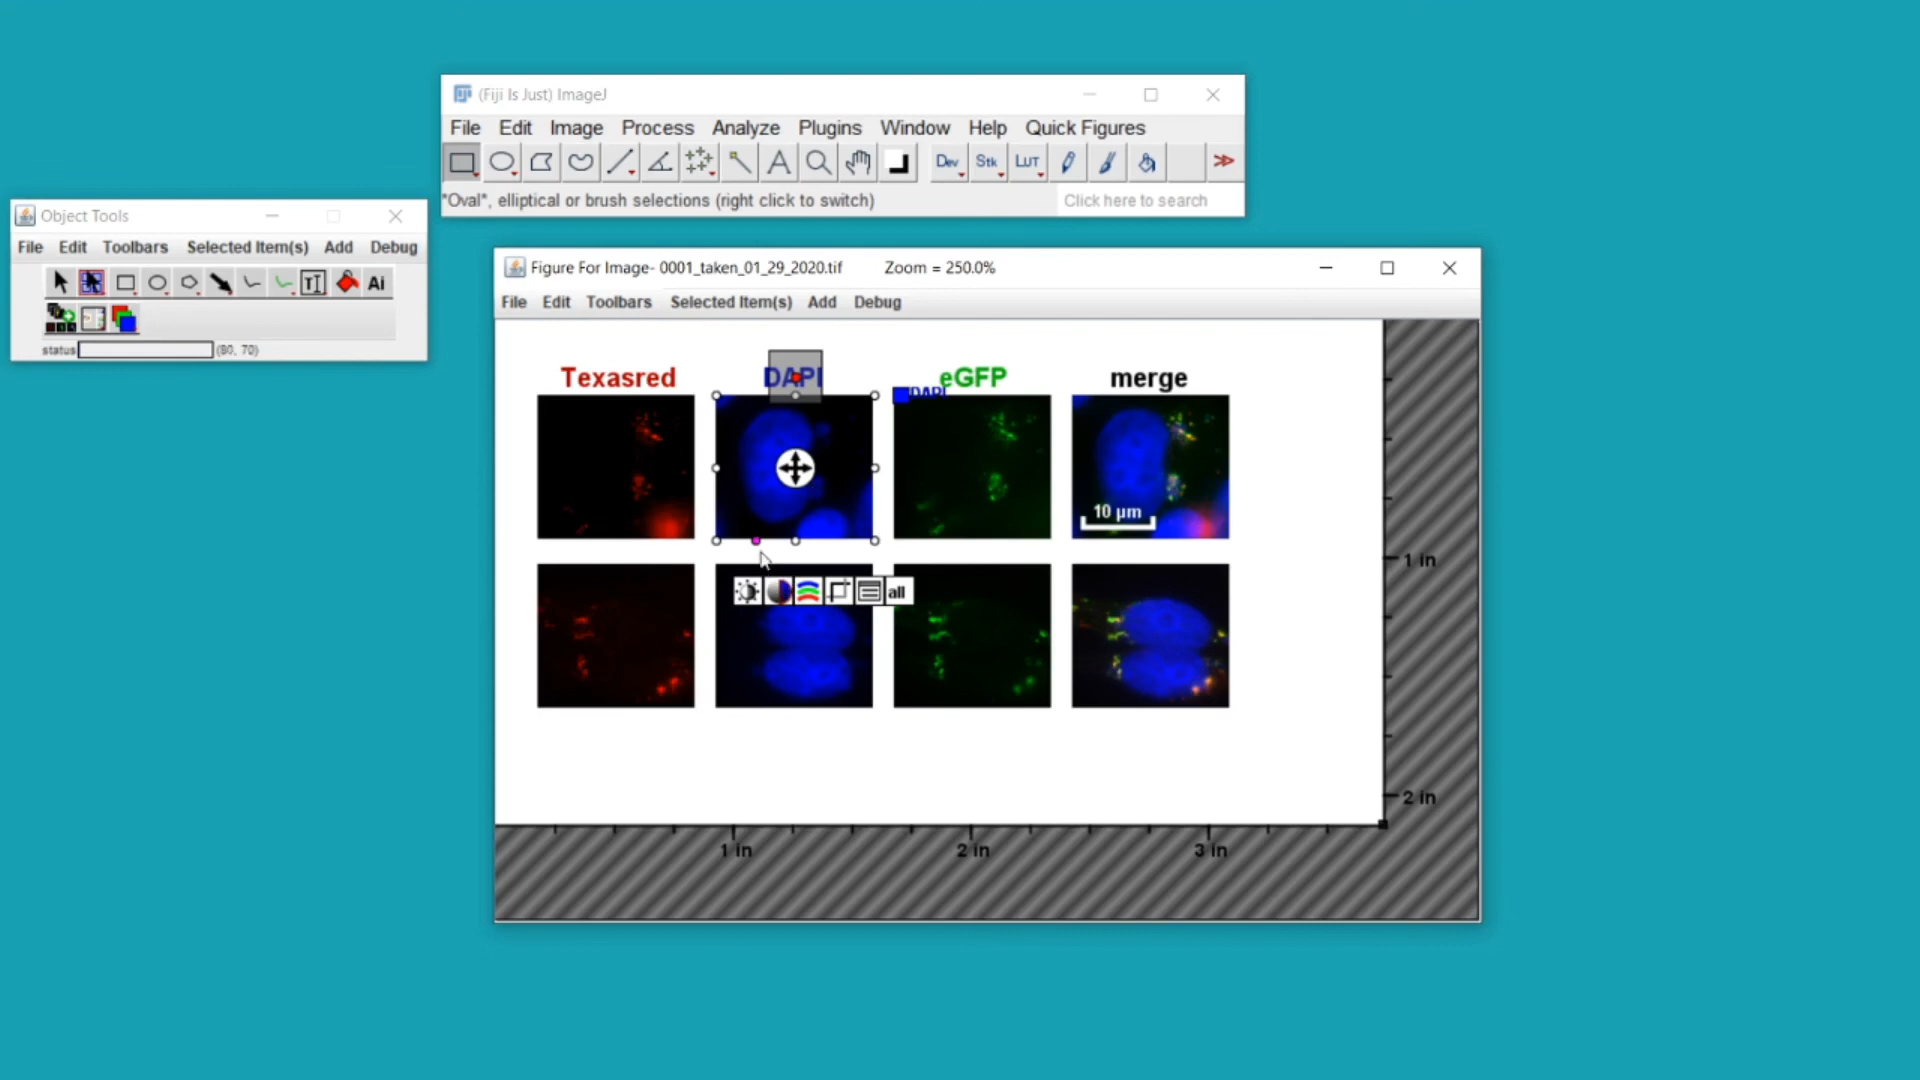 (Fiji Is Just) ImageJ
File Edit Image Process Analyze Plugins Window Help Quick Figures
Dev Stk LUT
*Oval*, elliptical or brush selections (right click to switch)
Click here to search
Object Tools
File Edit Toolbars Selected Item(s) Add Debug
TI Ai
status (80, 70)
Figure For Image- 0001_taken_01_29_2020.tif Zoom = 250.0%
File Edit Toolbars Selected Item(s) Add Debug
Texasred DAPI eGFP merge
DAPI
10 µm
1 in
all
2 in
1 in 2 in 3 in